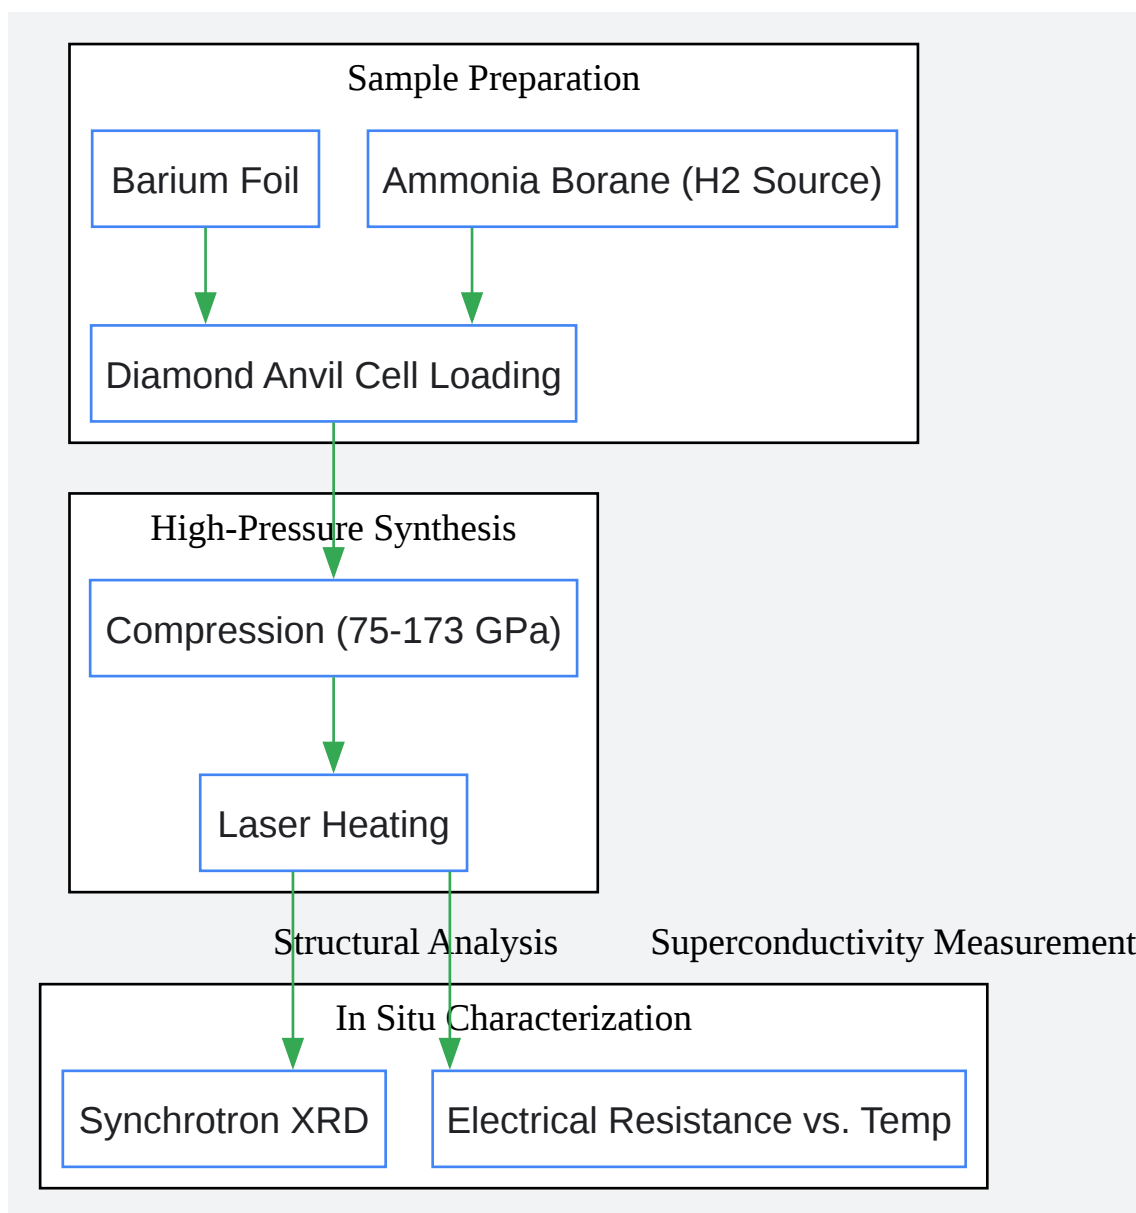 Sample Preparation
Barium Foil
Ammonia Borane (H2 Source)
Diamond Anvil Cell Loading
High-Pressure Synthesis
Compression (75-173 GPa)
Laser Heating
Structural Analysis
Superconductivity Measurement
In Situ Characterization
Synchrotron XRD
Electrical Resistance vs. Temp